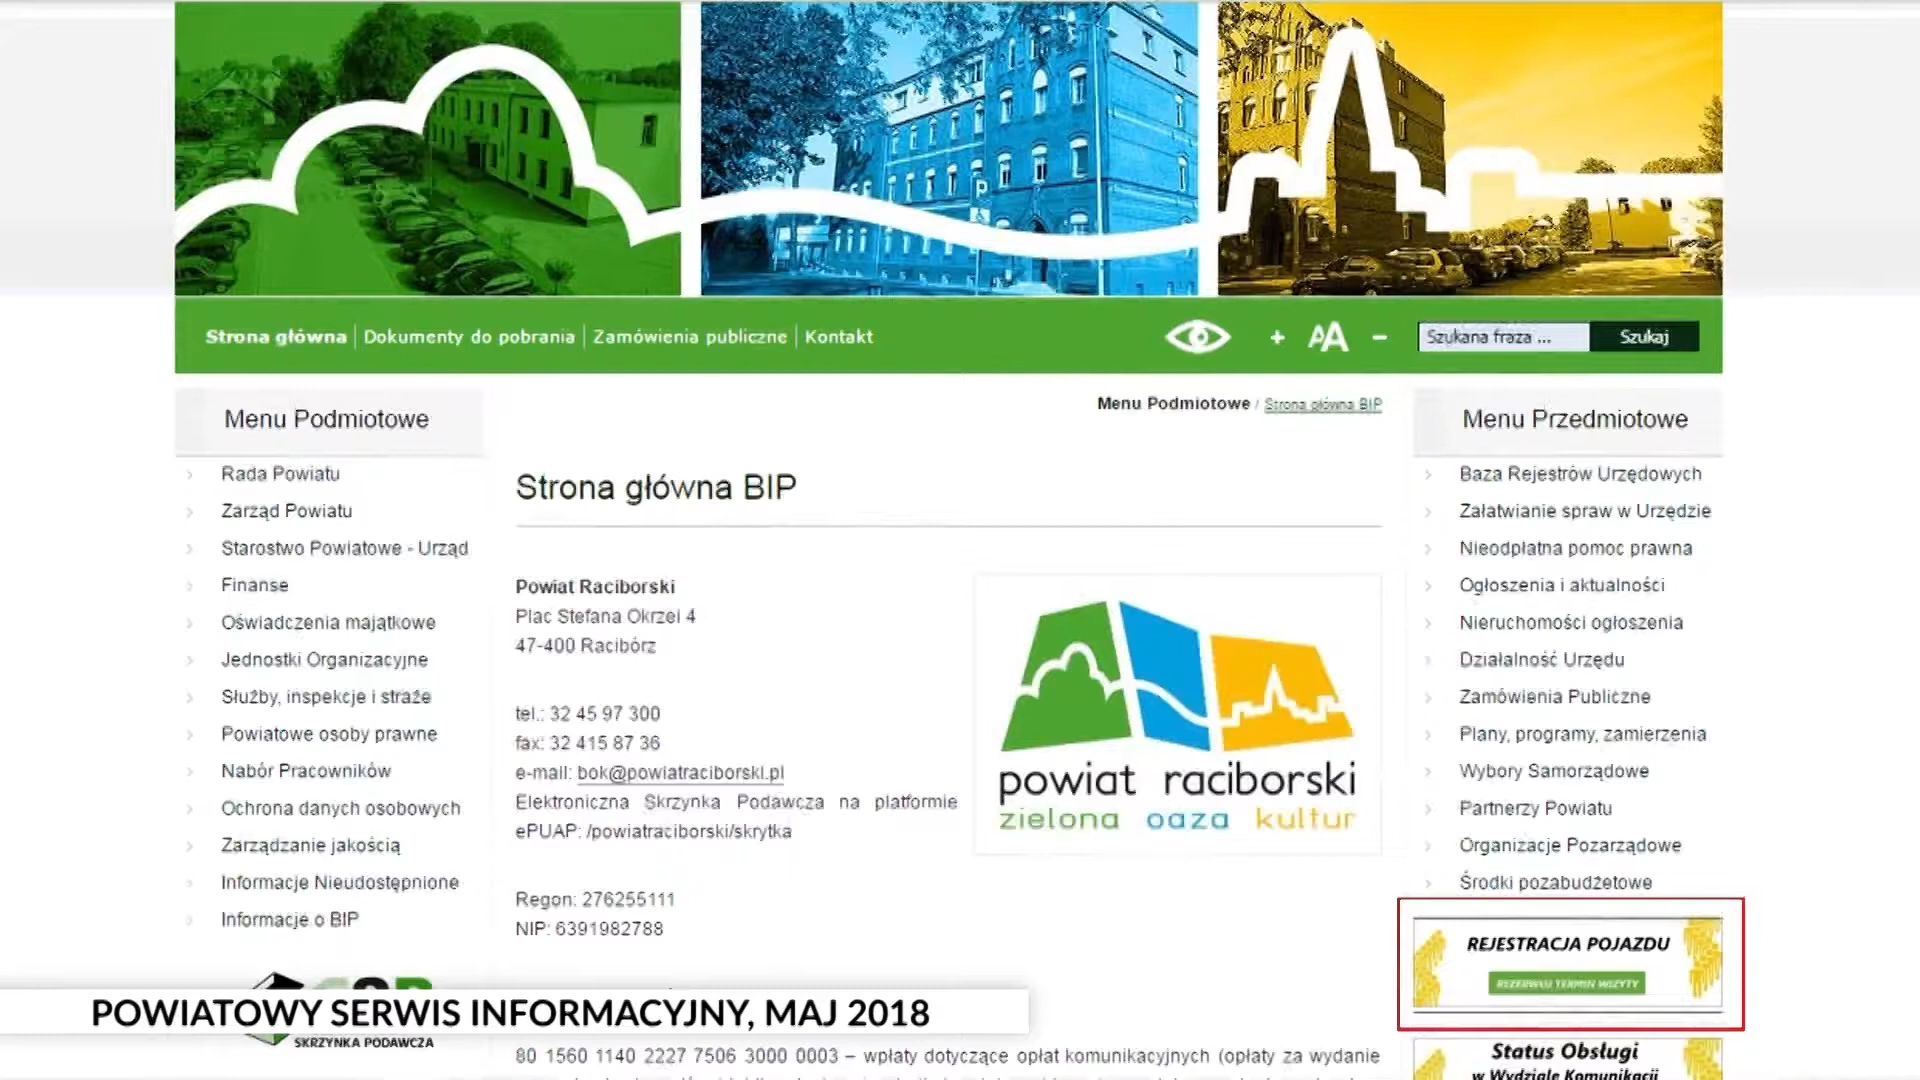 Strona główna
Dokumenty do pobrania
Zamówienia publiczne
Kontakt
+ AA −
Szukana fraza ...
Szukaj
Menu Podmiotowe
Rada Powiatu
Zarząd Powiatu
Starostwo Powiatowe - Urząd
Finanse
Oświadczenia majątkowe
Jednostki Organizacyjne
Służby, inspekcje i straże
Powiatowe osoby prawne
Nabór Pracowników
Ochrona danych osobowych
Zarządzanie jakością
Informacje Nieudostępnione
Informacje o BIP
SKRZYNKA PODAWCZA
Menu Podmiotowe / Strona główna BIP
Strona główna BIP
Powiat Raciborski
Plac Stefana Okrzei 4
47-400 Racibórz
tel.: 32 45 97 300
fax: 32 415 87 36
e-mail: bok@powiatraciborski.pl
Elektroniczna Skrzynka Podawcza na platformie
ePUAP: /powiatraciborski/skrytka
Regon: 276255111
NIP: 6391982788
powiat raciborski
zielona oaza kultur
80 1560 1140 2227 7506 3000 0003 – wpłaty dotyczące opłat komunikacyjnych (opłaty za wydanie
Menu Przedmiotowe
Baza Rejestrów Urzędowych
Załatwianie spraw w Urzędzie
Nieodpłatna pomoc prawna
Ogłoszenia i aktualności
Nieruchomości ogłoszenia
Działalność Urzędu
Zamówienia Publiczne
Plany, programy, zamierzenia
Wybory Samorządowe
Partnerzy Powiatu
Organizacje Pozarządowe
Środki pozabudżetowe
REJESTRACJA POJAZDU
REZERWUJ TERMIN WIZYTY
Status Obsługi
w Wydziale Komunikacji
POWIATOWY SERWIS INFORMACYJNY, MAJ 2018